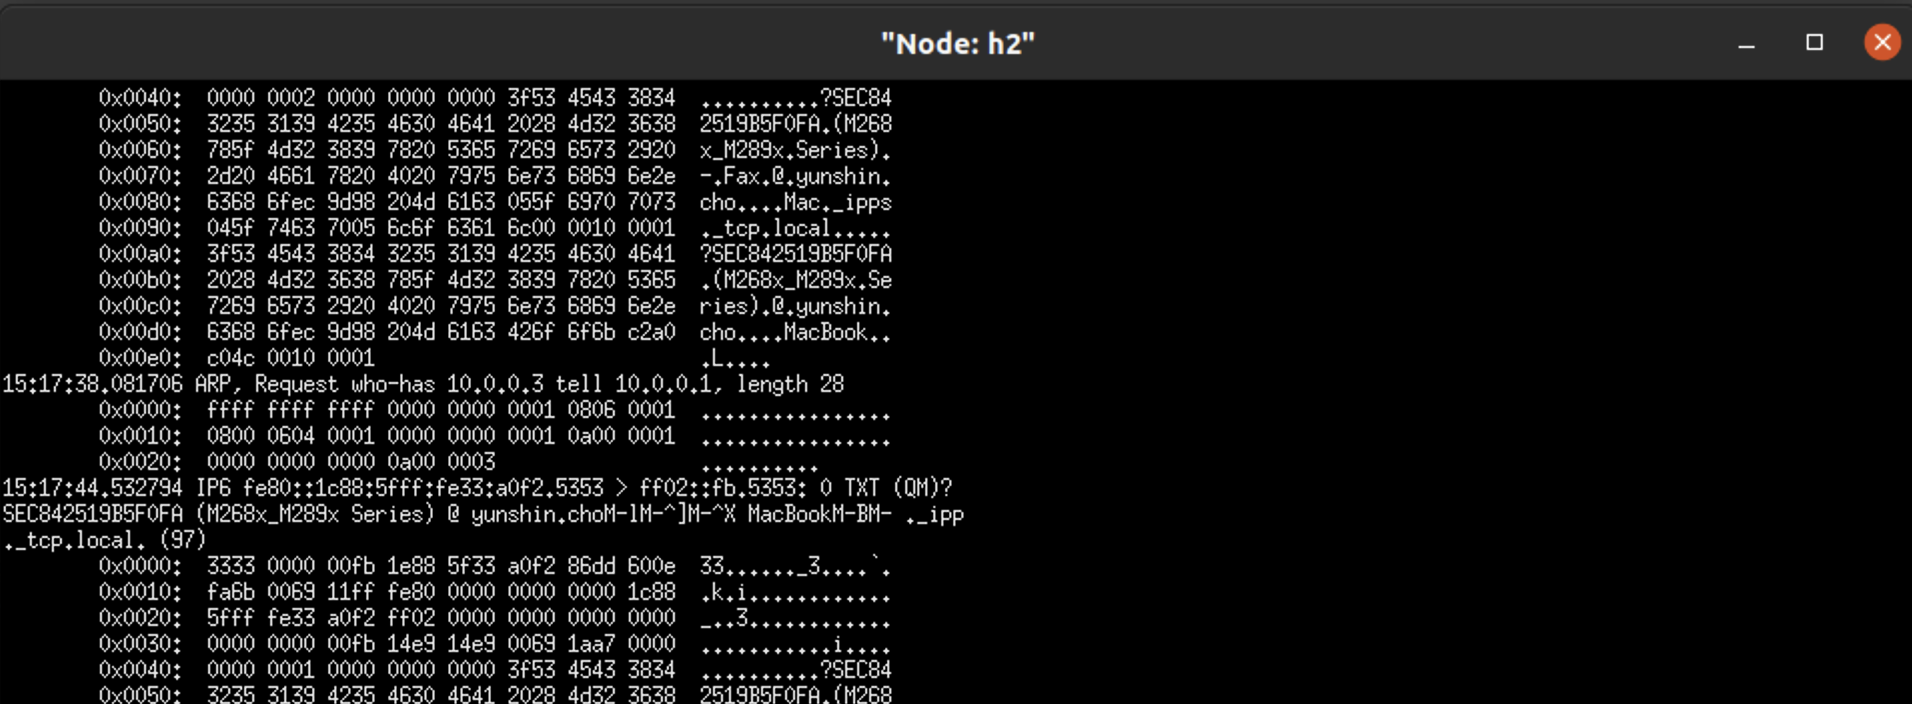 "Node: h2"
0x0040:  0000 0002 0000 0000 0000 3f53 4543 3834  ..........?SEC84
0x0050:  3235 3139 4235 4630 4641 2028 4d32 3638  2519B5F0FA.(M268
0x0060:  785f 4d32 3839 7820 5365 7269 6573 2920  x_M289x.Series).
0x0070:  2d20 4661 7820 4020 7975 6e73 6869 6e2e  -.Fax.@.yunshin.
0x0080:  6368 6fec 9d98 204d 6163 055f 6970 7073  cho....Mac._ipps
0x0090:  045f 7463 7005 6c6f 6361 6c00 0010 0001  ._tcp.local.....
0x00a0:  3f53 4543 3834 3235 3139 4235 4630 4641  ?SEC842519B5F0FA
0x00b0:  2028 4d32 3638 785f 4d32 3839 7820 5365  .(M268x_M289x.Se
0x00c0:  7269 6573 2920 4020 7975 6e73 6869 6e2e  ries).@.yunshin.
0x00d0:  6368 6fec 9d98 204d 6163 426f 6f6b c2a0  cho....MacBook..
0x00e0:  c04c 0010 0001                           .L....
15:17:38.081706 ARP, Request who-has 10.0.0.3 tell 10.0.0.1, length 28
0x0000:  ffff ffff ffff 0000 0000 0001 0806 0001  ................
0x0010:  0800 0604 0001 0000 0000 0001 0a00 0001  ................
0x0020:  0000 0000 0000 0a00 0003                 ..........
15:17:44.532794 IP6 fe80::1c88:5fff:fe33:a0f2.5353 > ff02::fb.5353: 0 TXT (QM)?
SEC842519B5F0FA (M268x_M289x Series) @ yunshin.choM-lM-^]M-^X MacBookM-BM- ._ipp
._tcp.local. (97)
0x0000:  3333 0000 00fb 1e88 5f33 a0f2 86dd 600e  33......_3....`.
0x0010:  fa6b 0069 11ff fe80 0000 0000 0000 1c88  .k.i............
0x0020:  5fff fe33 a0f2 ff02 0000 0000 0000 0000  _..3............
0x0030:  0000 0000 00fb 14e9 14e9 0069 1aa7 0000  ...........i....
0x0040:  0000 0001 0000 0000 0000 3f53 4543 3834  ..........?SEC84
0x0050:  3235 3139 4235 4630 4641 2028 4d32 3638  2519B5F0FA.(M268